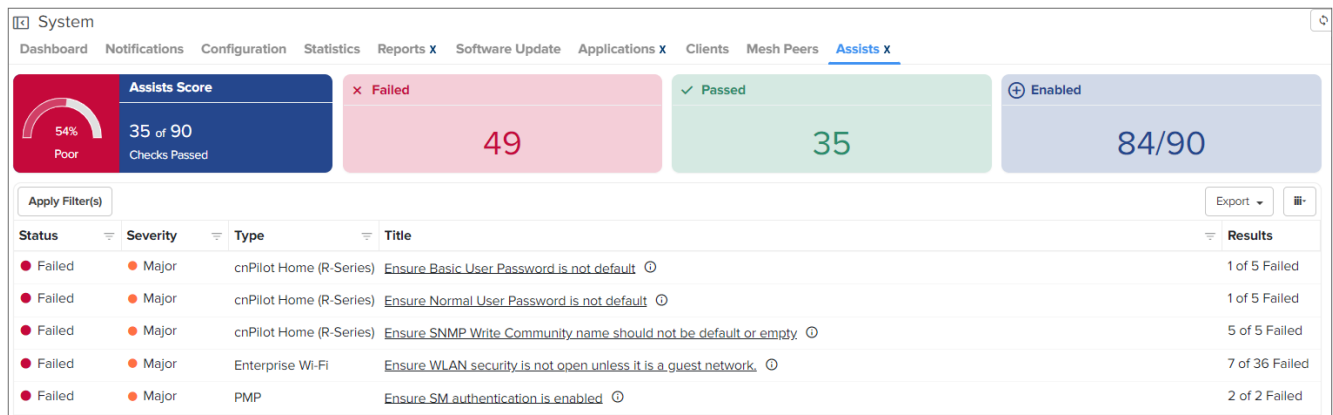 System
Dashboard Notifications Configuration Statistics Reports X Software Update Applications X Clients Mesh Peers Assists X
54%
Poor
Assists Score
35 of 90
Checks Passed
Failed
49
Passed
35
Enabled
84/90
Apply Filter(s)
Export
Status Severity Type Title Results
Failed Major cnPilot Home (R-Series) Ensure Basic User Password is not default 1 of 5 Failed
Failed Major cnPilot Home (R-Series) Ensure Normal User Password is not default 1 of 5 Failed
Failed Major cnPilot Home (R-Series) Ensure SNMP Write Community name should not be default or empty 5 of 5 Failed
Failed Major Enterprise Wi-Fi Ensure WLAN security is not open unless it is a guest network. 7 of 36 Failed
Failed Major PMP Ensure SM authentication is enabled 2 of 2 Failed